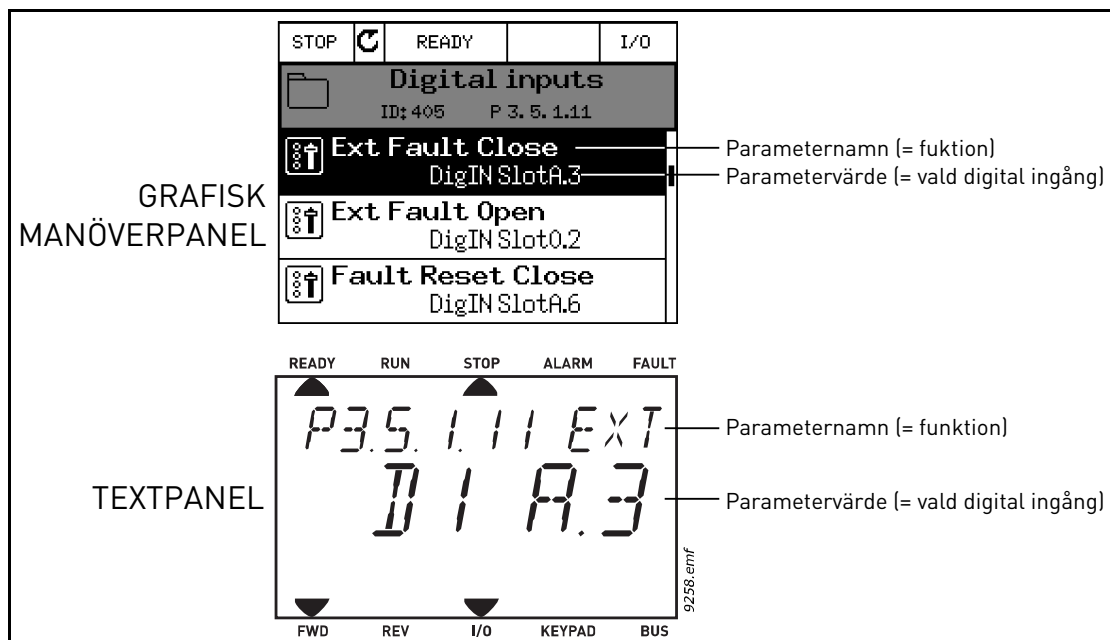 STOP READY I/O
Digital inputs
ID: 405 P 3.5.1.11
Ext Fault Close
DigIN SlotA.3
Ext Fault Open
DigIN Slot0.2
Fault Reset Close
DigIN SlotA.6
GRAFISK
MANÖVERPANEL
Parameternamn (= fuktion)
Parametervärde (= vald digital ingång)
READY RUN STOP ALARM FAULT
P3.5.1.11 EXT
DI A.3
FWD REV I/O KEYPAD BUS
TEXTPANEL
Parameternamn (= funktion)
Parametervärde (= vald digital ingång)
9258.emf